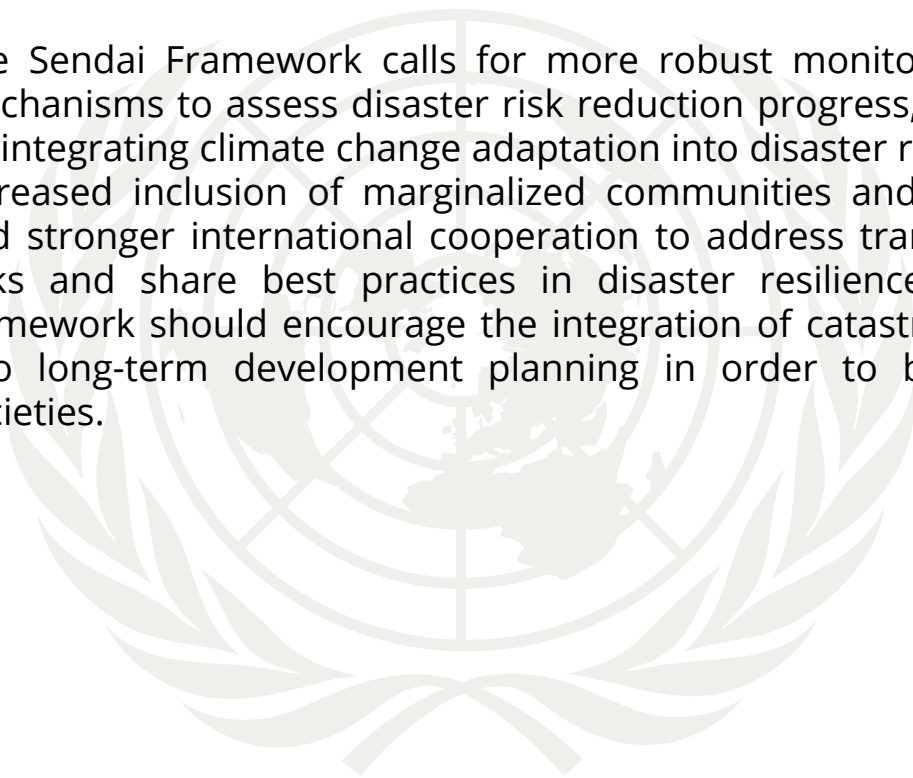 e Sendai Framework calls for more robust monito
chanisms to assess disaster risk reduction progress,
integrating climate change adaptation into disaster r
reased inclusion of marginalized communities and
d stronger international cooperation to address tra
ks and share best practices in disaster resilience
mework should encourage the integration of catast
o long-term development planning in order to b
ieties.